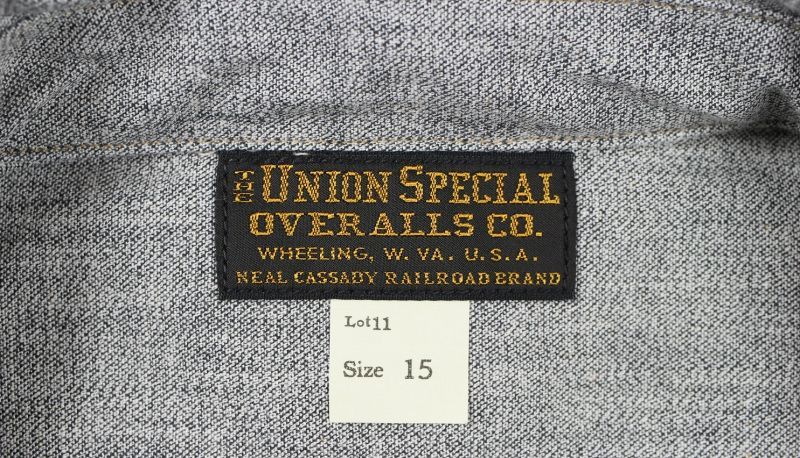 THE UNION SPECIAL
OVERALLS CO.
WHEELING, W. VA. U.S.A.
NEAL CASSADY RAILROAD BRAND
Lot11
Size 15